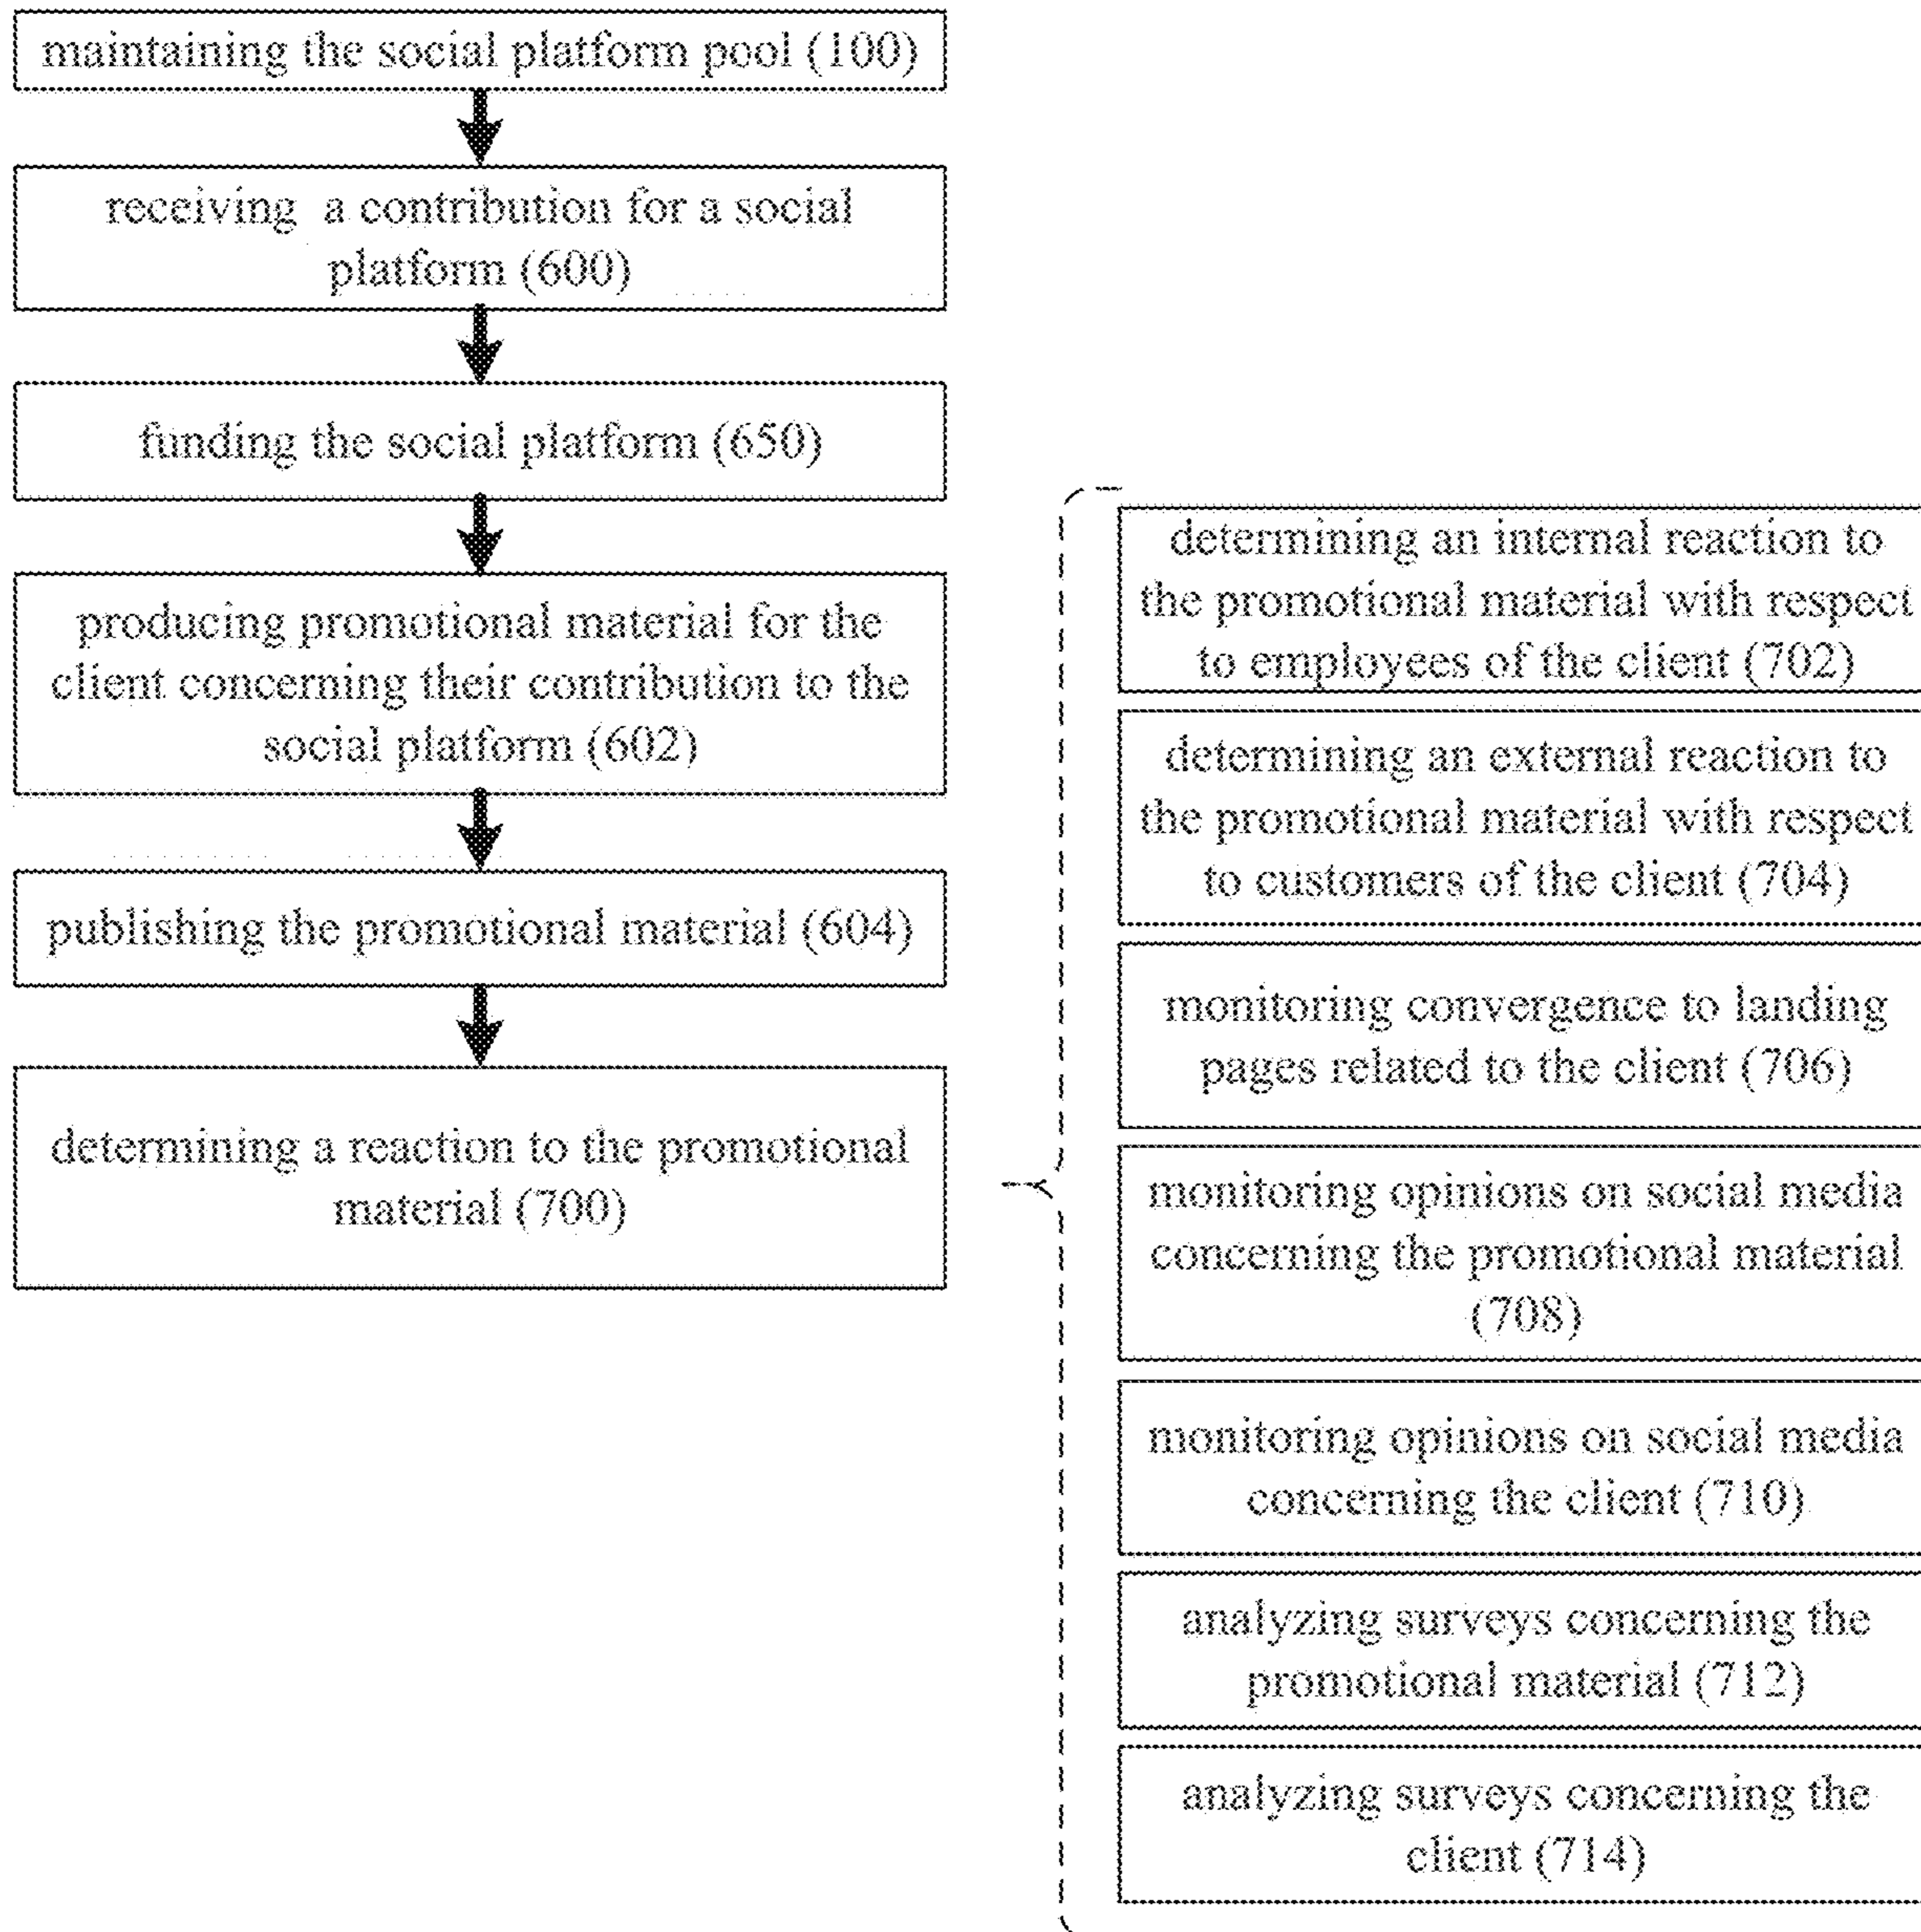 maintaining the social platform pool (100)
receiving a contribution for a social
platform (600)
funding the social platform (650)
producing promotional material for the
client concerning their contribution to the
social platform (602)
publishing the promotional material (604)
determining a reaction to the promotional
material (700)
determining an internal reaction to
the promotional material with respect
to employees of the client (702)
determining an external reaction to
the promotional material with respect
to customers of the client (704)
monitoring convergence to landing
pages related to the client (706)
monitoring opinions on social media
concerning the promotional material
(708)
monitoring opinions on social media
concerning the client (710)
analyzing surveys concerning the
promotional material (712)
analyzing surveys concerning the
client (714)